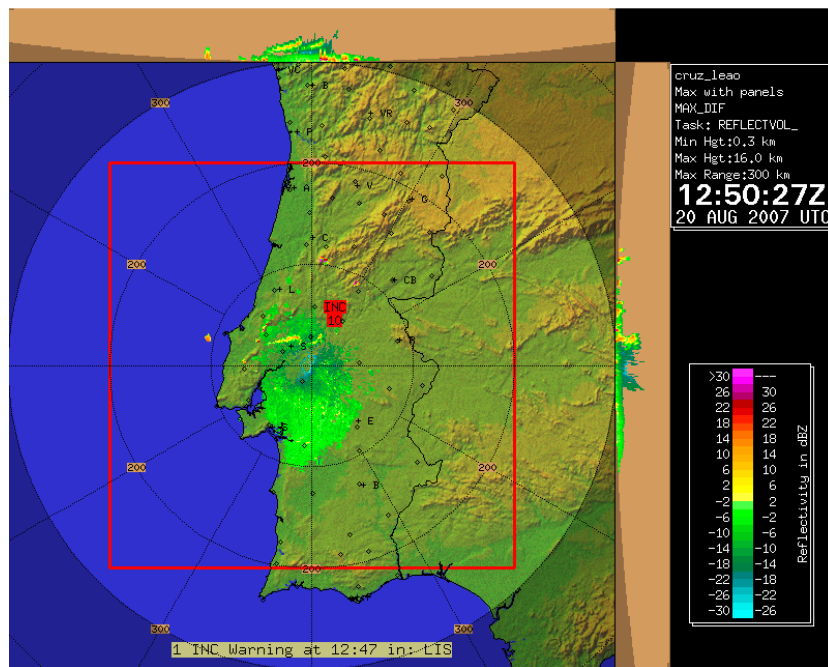 cruz_leao
Max with panels
MAX_DIF
Task: REFLECTVOL_
Min Hgt:0.3 km
Max Hgt:16.0 km
Max Range:300 km
12:50:27Z
20 AUG 2007 UTC
VC
B
300
300
VR
P
200
A
V
G
C
200
200
CB
L
INC
10
S
E
200
200
B
200
300
300
1 INC Warning at 12:47 in: LIS
>30 ---
26 30
22 26
18 22
14 18
10 14
6 10
2 6
-2 2
-6 -2
-10 -6
-14 -10
-18 -14
-22 -18
-26 -22
-30 -26
Reflectivity in dBZ